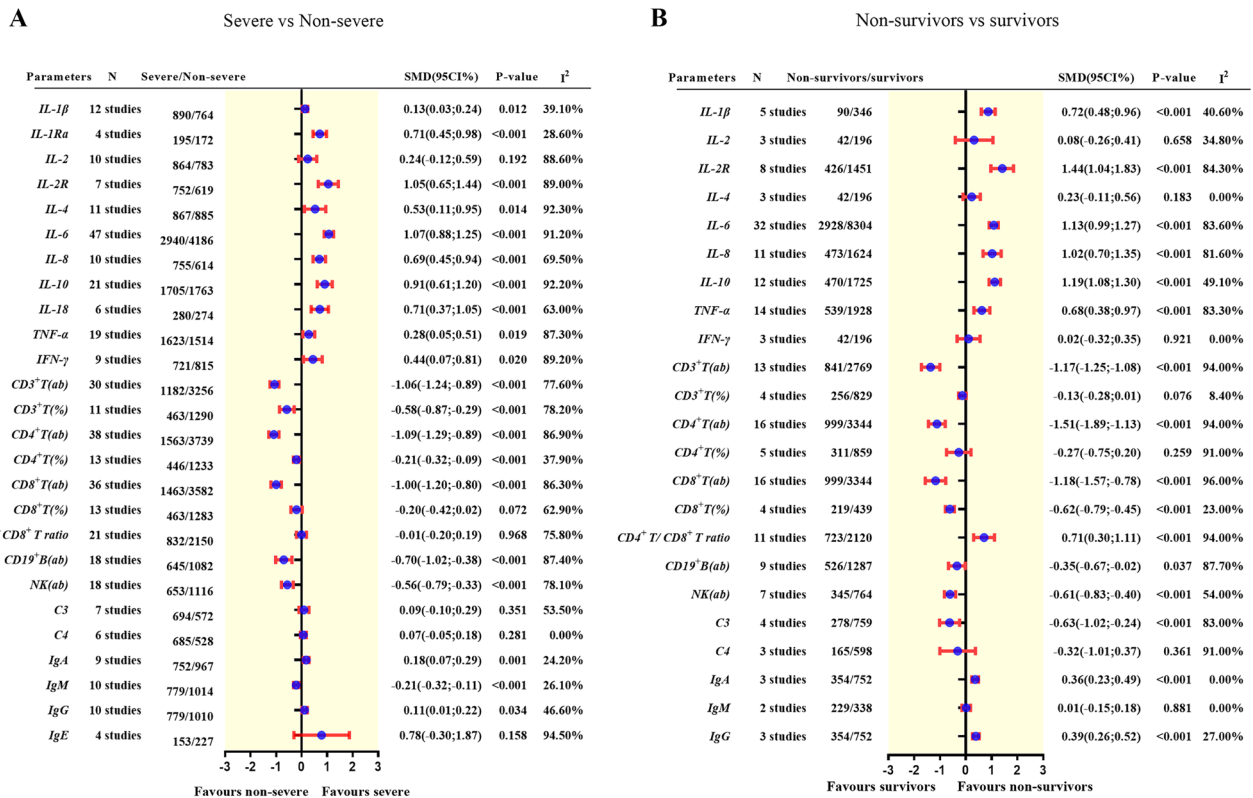 A
Severe vs Non-severe
Parameters N Severe/Non-severe SMD(95CI%) P-value I²
IL-1β 12 studies 890/764 0.13(0.03;0.24) 0.012 39.10%
IL-1Ra 4 studies 195/172 0.71(0.45;0.98) <0.001 28.60%
IL-2 10 studies 864/783 0.24(-0.12;0.59) 0.192 88.60%
IL-2R 7 studies 752/619 1.05(0.65;1.44) <0.001 89.00%
IL-4 11 studies 867/885 0.53(0.11;0.95) 0.014 92.30%
IL-6 47 studies 2940/4186 1.07(0.88;1.25) <0.001 91.20%
IL-8 10 studies 755/614 0.69(0.45;0.94) <0.001 69.50%
IL-10 21 studies 1705/1763 0.91(0.61;1.20) <0.001 92.20%
IL-18 6 studies 280/274 0.71(0.37;1.05) <0.001 63.00%
TNF-α 19 studies 1623/1514 0.28(0.05;0.51) 0.019 87.30%
IFN-γ 9 studies 721/815 0.44(0.07;0.81) 0.020 89.20%
CD3⁺T(ab) 30 studies 1182/3256 -1.06(-1.24;-0.89) <0.001 77.60%
CD3⁺T(%) 11 studies 463/1290 -0.58(-0.87;-0.29) <0.001 78.20%
CD4⁺T(ab) 38 studies 1563/3739 -1.09(-1.29;-0.89) <0.001 86.90%
CD4⁺T(%) 13 studies 446/1233 -0.21(-0.32;-0.09) <0.001 37.90%
CD8⁺T(ab) 36 studies 1463/3582 -1.00(-1.20;-0.80) <0.001 86.30%
CD8⁺T(%) 13 studies 463/1283 -0.20(-0.42;0.02) 0.072 62.90%
/ CD8⁺ T ratio 21 studies 832/2150 -0.01(-0.20;0.19) 0.968 75.80%
CD19⁺B(ab) 18 studies 645/1082 -0.70(-1.02;-0.38) <0.001 87.40%
NK(ab) 18 studies 653/1116 -0.56(-0.79;-0.33) <0.001 78.10%
C3 7 studies 694/572 0.09(-0.10;0.29) 0.351 53.50%
C4 6 studies 685/528 0.07(-0.05;0.18) 0.281 0.00%
IgA 9 studies 752/967 0.18(0.07;0.29) 0.001 24.20%
IgM 10 studies 779/1014 -0.21(-0.32;-0.11) <0.001 26.10%
IgG 10 studies 779/1010 0.11(0.01;0.22) 0.034 46.60%
IgE 4 studies 153/227 0.78(-0.30;1.87) 0.158 94.50%
-3 -2 -1 0 1 2 3
Favours non-severe Favours severe
B
Non-survivors vs survivors
Parameters N Non-survivors/survivors SMD(95CI%) P-value I²
IL-1β 5 studies 90/346 0.72(0.48;0.96) <0.001 40.60%
IL-2 3 studies 42/196 0.08(-0.26;0.41) 0.658 34.80%
IL-2R 8 studies 426/1451 1.44(1.04;1.83) <0.001 84.30%
IL-4 3 studies 42/196 0.23(-0.11;0.56) 0.183 0.00%
IL-6 32 studies 2928/8304 1.13(0.99;1.27) <0.001 83.60%
IL-8 11 studies 473/1624 1.02(0.70;1.35) <0.001 81.60%
IL-10 12 studies 470/1725 1.19(1.08;1.30) <0.001 49.10%
TNF-α 14 studies 539/1928 0.68(0.38;0.97) <0.001 83.30%
IFN-γ 3 studies 42/196 0.02(-0.32;0.35) 0.921 0.00%
CD3⁺T(ab) 13 studies 841/2769 -1.17(-1.25;-1.08) <0.001 94.00%
CD3⁺T(%) 4 studies 256/829 -0.13(-0.28;0.01) 0.076 8.40%
CD4⁺T(ab) 16 studies 999/3344 -1.51(-1.89;-1.13) <0.001 94.00%
CD4⁺T(%) 5 studies 311/859 -0.27(-0.75;0.20) 0.259 91.00%
CD8⁺T(ab) 16 studies 999/3344 -1.18(-1.57;-0.78) <0.001 96.00%
CD8⁺T(%) 4 studies 219/439 -0.62(-0.79;-0.45) <0.001 23.00%
CD4⁺ T/ CD8⁺ T ratio 11 studies 723/2120 0.71(0.30;1.11) <0.001 94.00%
CD19⁺B(ab) 9 studies 526/1287 -0.35(-0.67;-0.02) 0.037 87.70%
NK(ab) 7 studies 345/764 -0.61(-0.83;-0.40) <0.001 54.00%
C3 4 studies 278/759 -0.63(-1.02;-0.24) <0.001 83.00%
C4 3 studies 165/598 -0.32(-1.01;0.37) 0.361 91.00%
IgA 3 studies 354/752 0.36(0.23;0.49) <0.001 0.00%
IgM 2 studies 229/338 0.01(-0.15;0.18) 0.881 0.00%
IgG 3 studies 354/752 0.39(0.26;0.52) <0.001 27.00%
-3 -2 -1 0 1 2 3
Favours survivors Favours non-survivors